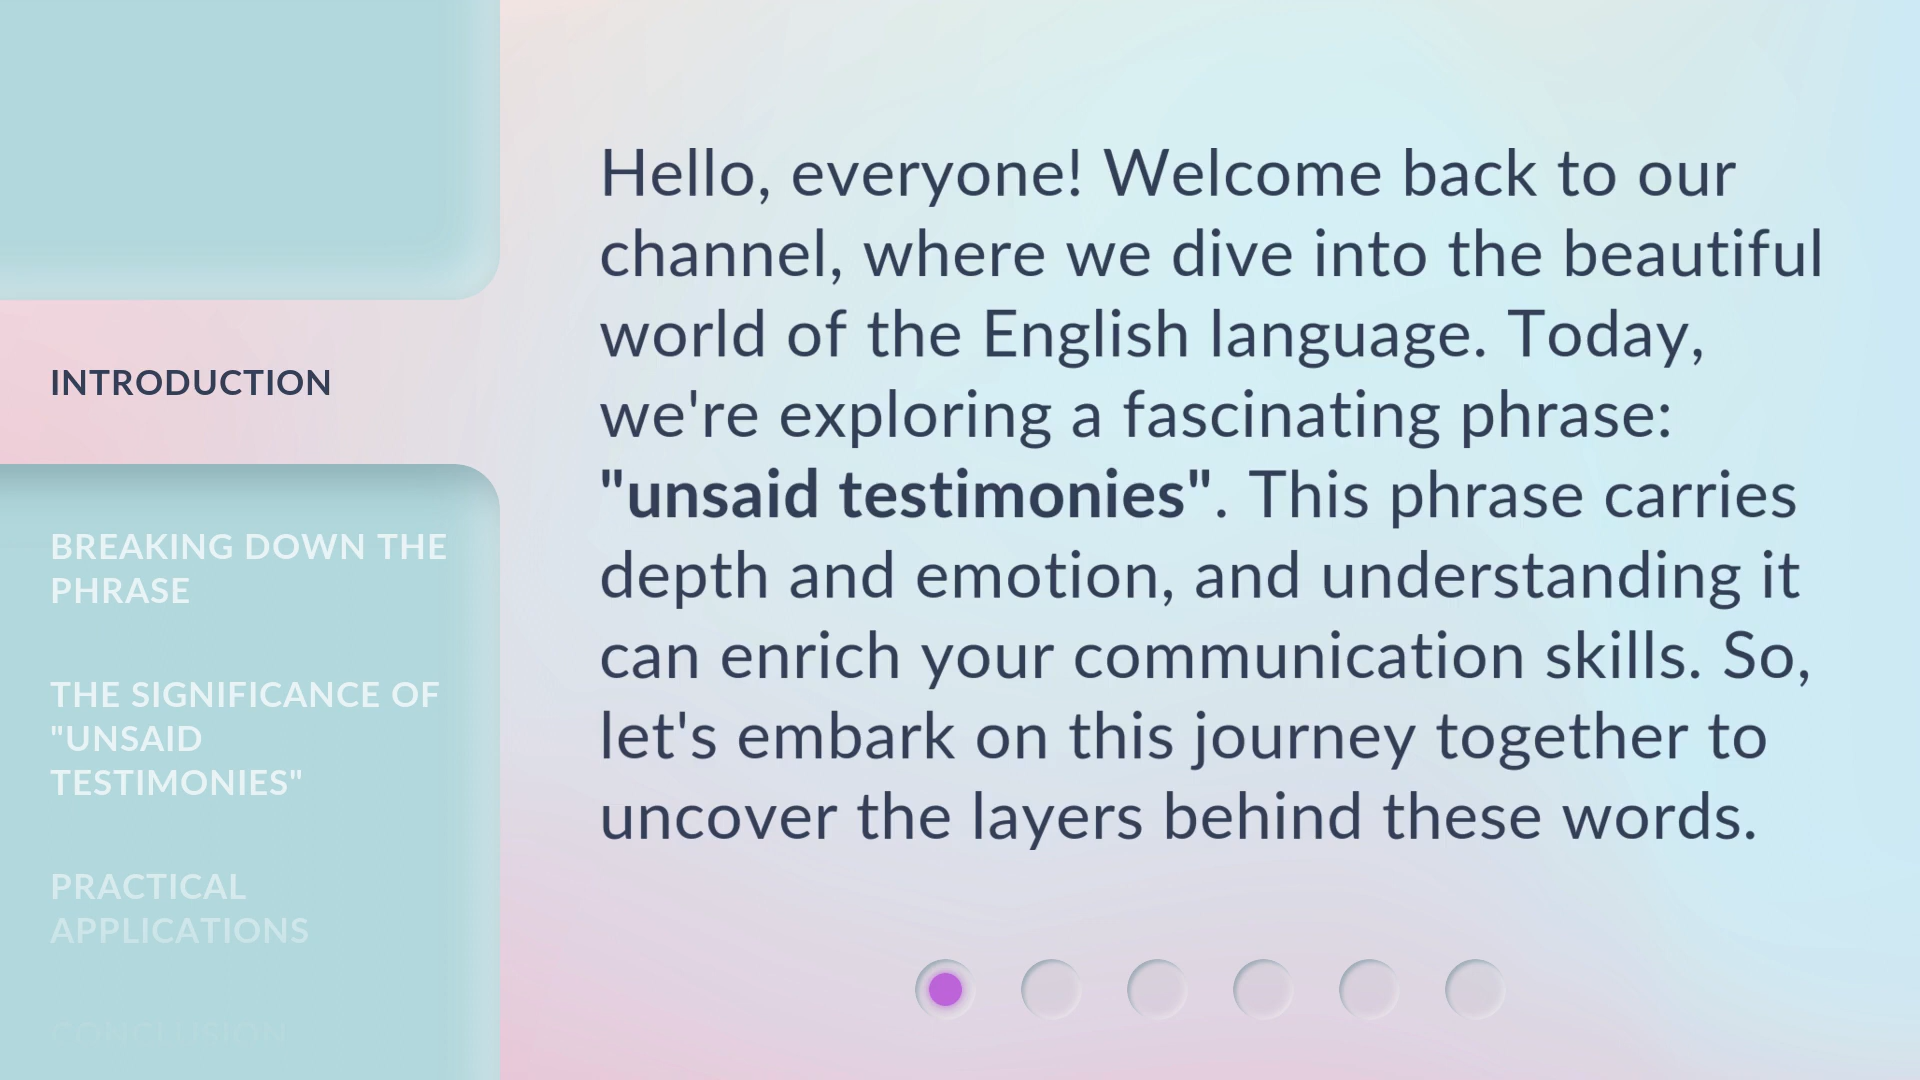 INTRODUCTION
BREAKING DOWN THE
PHRASE
THE SIGNIFICANCE OF
"UNSAID
TESTIMONIES"
PRACTICAL
APPLICATIONS
CONCLUSION
Hello, everyone! Welcome back to our
channel, where we dive into the beautiful
world of the English language. Today,
we're exploring a fascinating phrase:
"unsaid testimonies". This phrase carries
depth and emotion, and understanding it
can enrich your communication skills. So,
let's embark on this journey together to
uncover the layers behind these words.